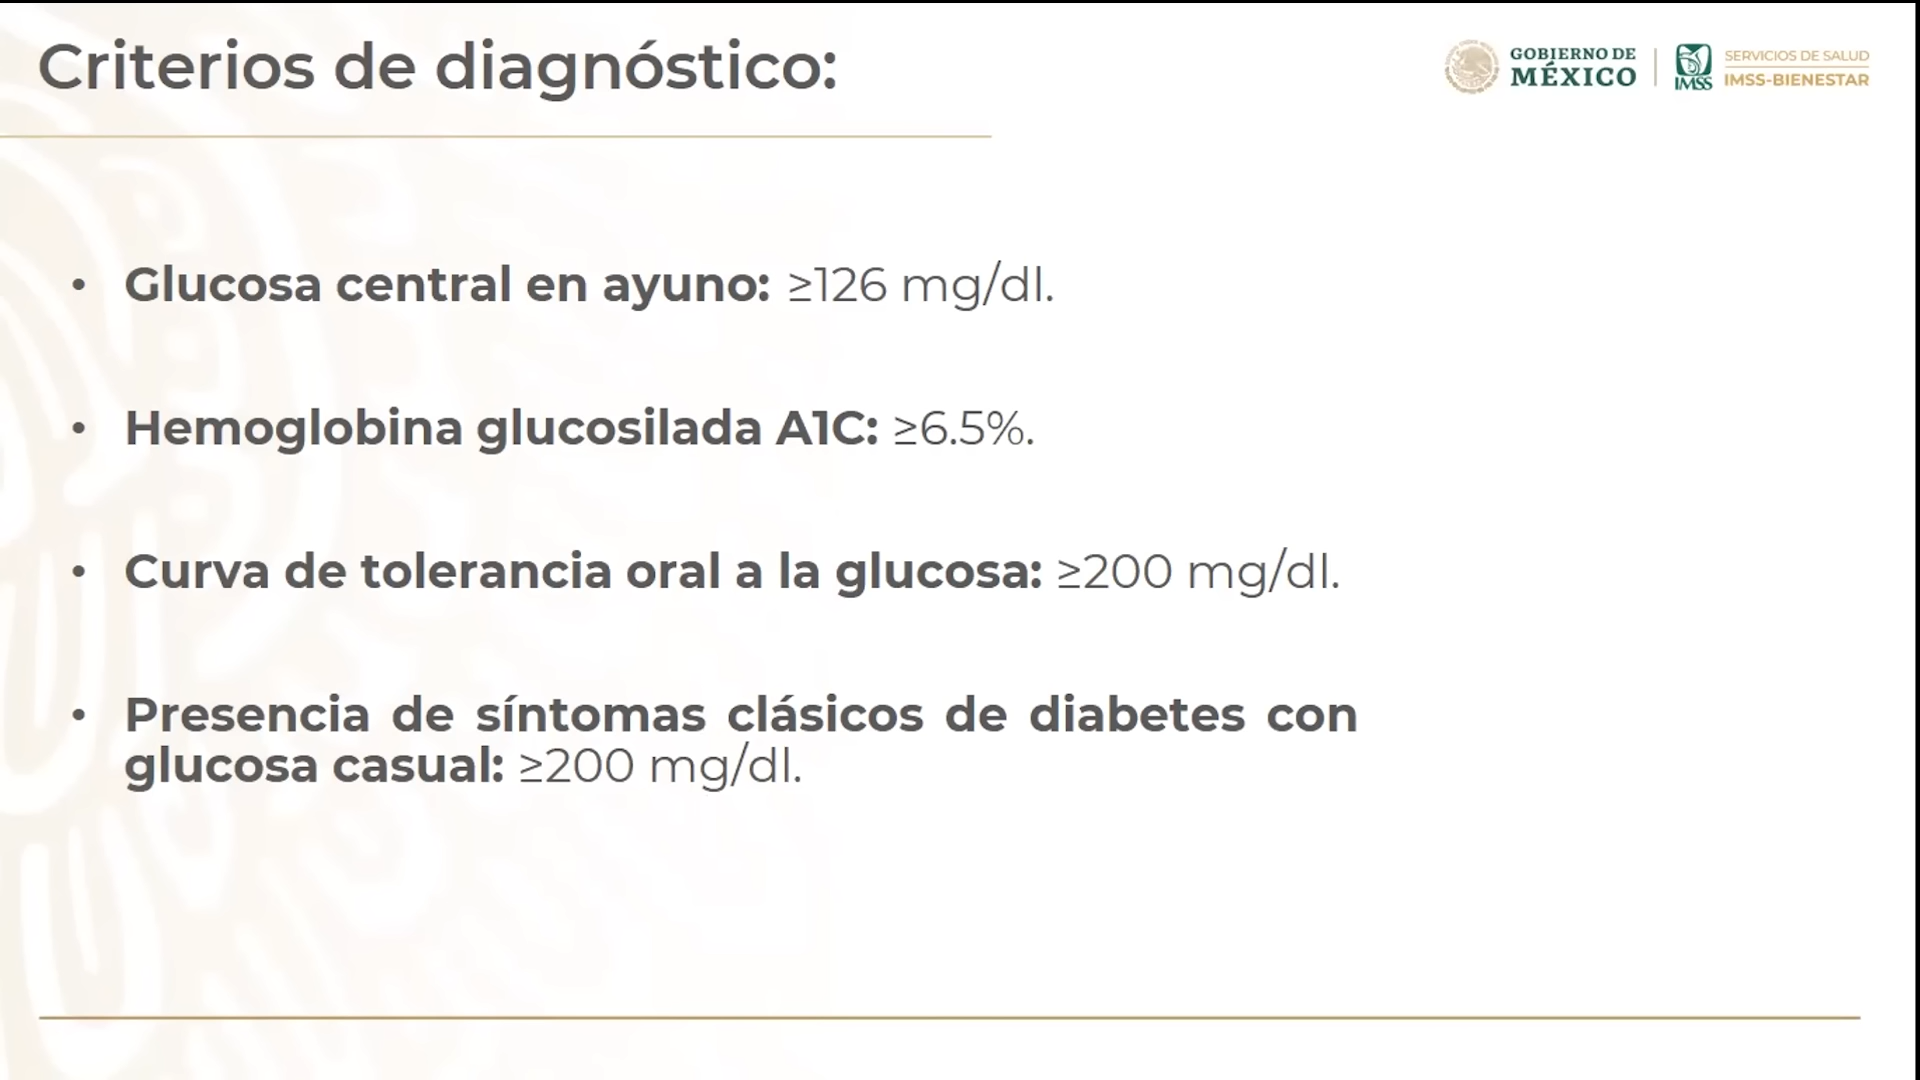 Criterios de diagnóstico:
GOBIERNO DE
MÉXICO
IMSS
SERVICIOS DE SALUD
IMSS-BIENESTAR
• Glucosa central en ayuno: ≥126 mg/dl.
• Hemoglobina glucosilada A1C: ≥6.5%.
• Curva de tolerancia oral a la glucosa: ≥200 mg/dl.
• Presencia de síntomas clásicos de diabetes con
glucosa casual: ≥200 mg/dl.